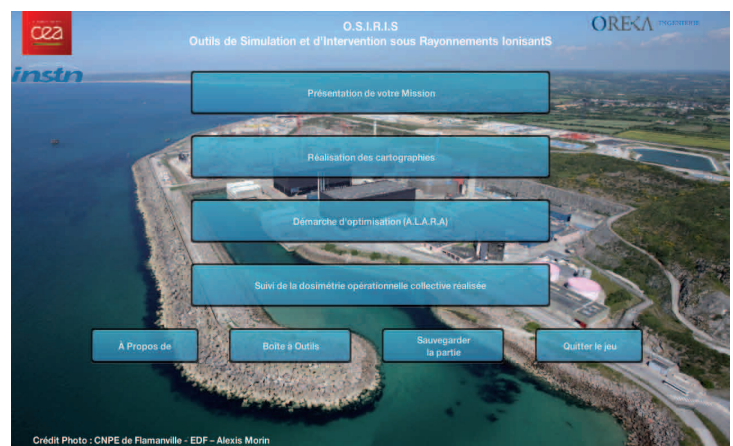 cea
instn
O.S.I.R.I.S
Outils de Simulation et d'Intervention sous Rayonnements IonisantS
OREKA INGENIERIE
Présentation de votre Mission
Réalisation des cartographies
Démarche d'optimisation (A.L.A.R.A)
Suivi de la dosimétrie opérationnelle collective réalisée
À Propos de
Boîte à Outils
Sauvegarder
la partie
Quitter le jeu
Crédit Photo : CNPE de Flamanville - EDF – Alexis Morin